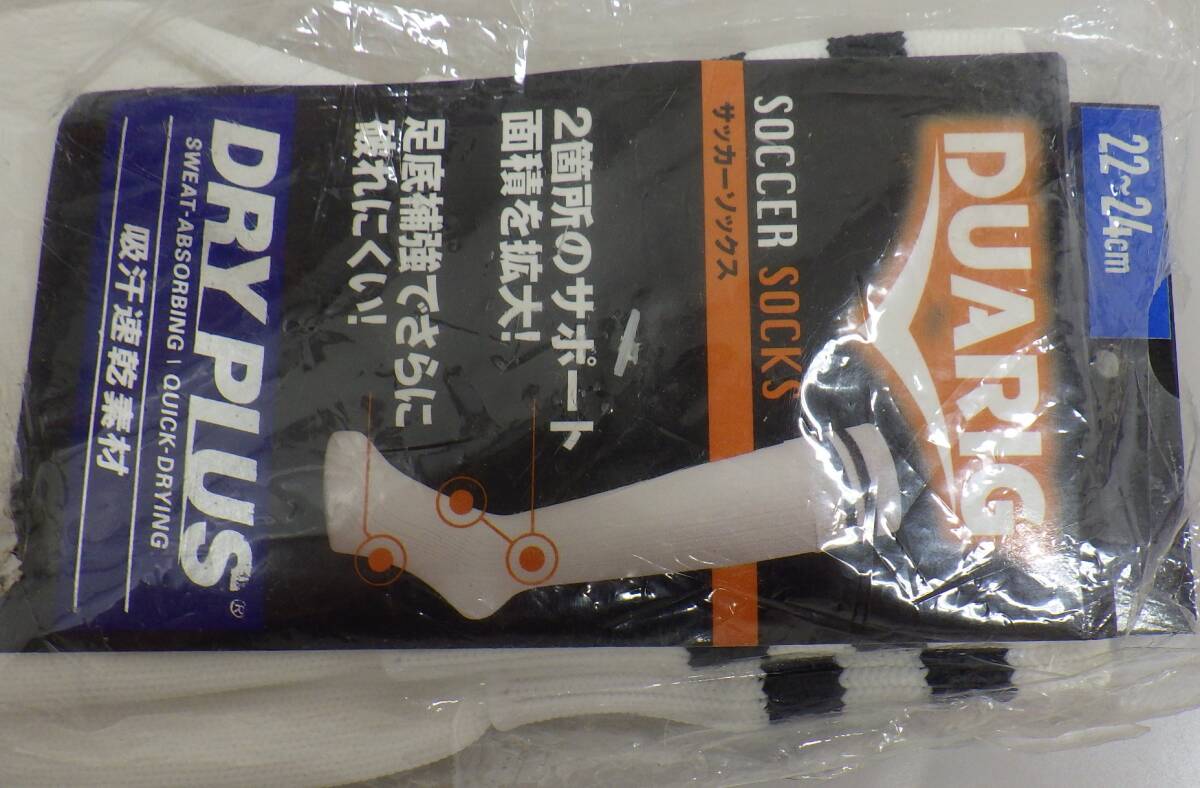 22~24cm
DUARIG
SOCCER SOCKS
サッカーソックス
2箇所のサポート
面積を拡大!
足底補強でさらに
破れにくい!
DRY PLUS®
SWEAT-ABSORBING | QUICK-DRYING
吸汗速乾素材